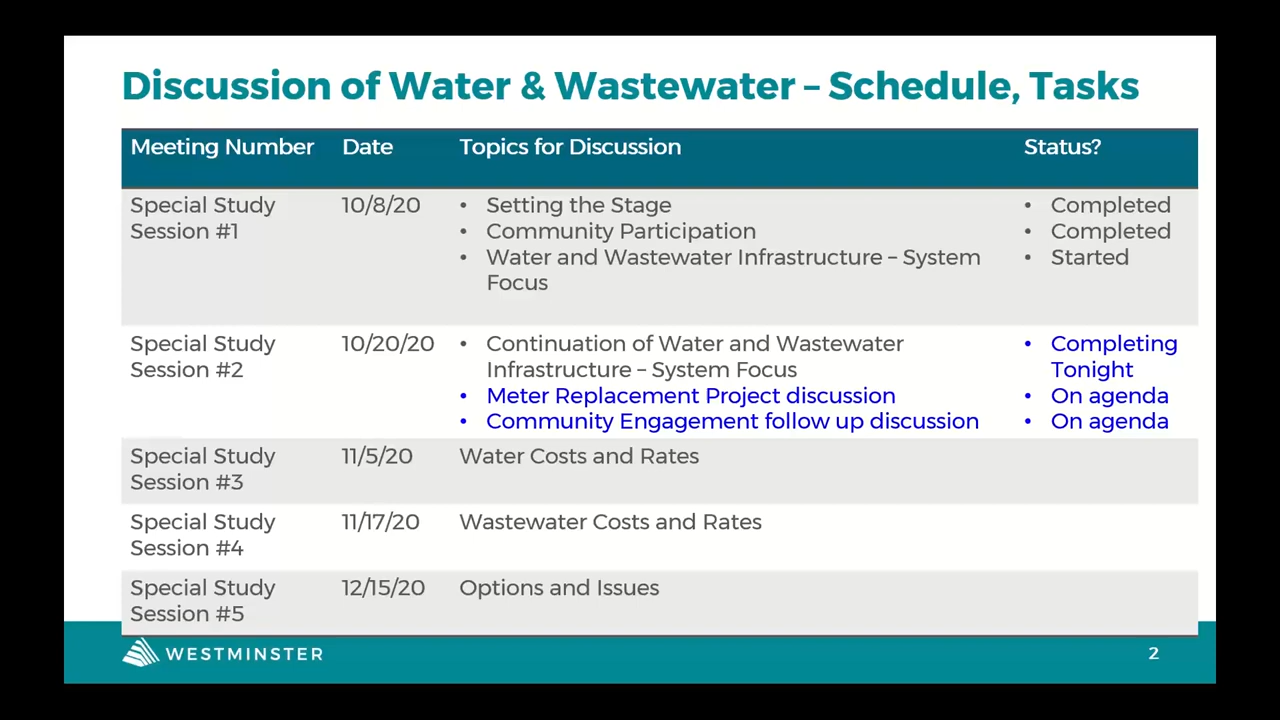 Discussion of Water & Wastewater – Schedule, Tasks
Meeting Number Date Topics for Discussion Status?
Special Study Session #1 10/8/20
• Setting the Stage • Completed
• Community Participation • Completed
• Water and Wastewater Infrastructure – System • Started
Focus
Special Study Session #2 10/20/20
• Continuation of Water and Wastewater • Completing
Infrastructure – System Focus Tonight
• Meter Replacement Project discussion • On agenda
• Community Engagement follow up discussion • On agenda
Special Study 11/5/20 Water Costs and Rates
Session #3
Special Study 11/17/20 Wastewater Costs and Rates
Session #4
Special Study 12/15/20 Options and Issues
Session #5
WESTMINSTER 2